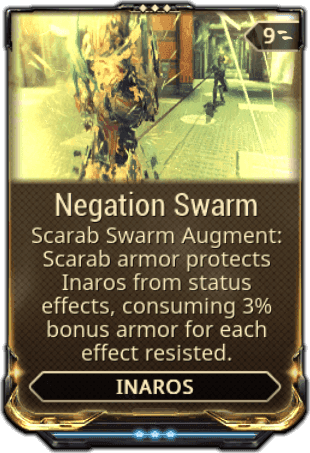 9
Negation Swarm
Scarab Swarm Augment:
Scarab armor protects
Inaros from status
effects, consuming 3%
bonus armor for each
effect resisted.
INAROS